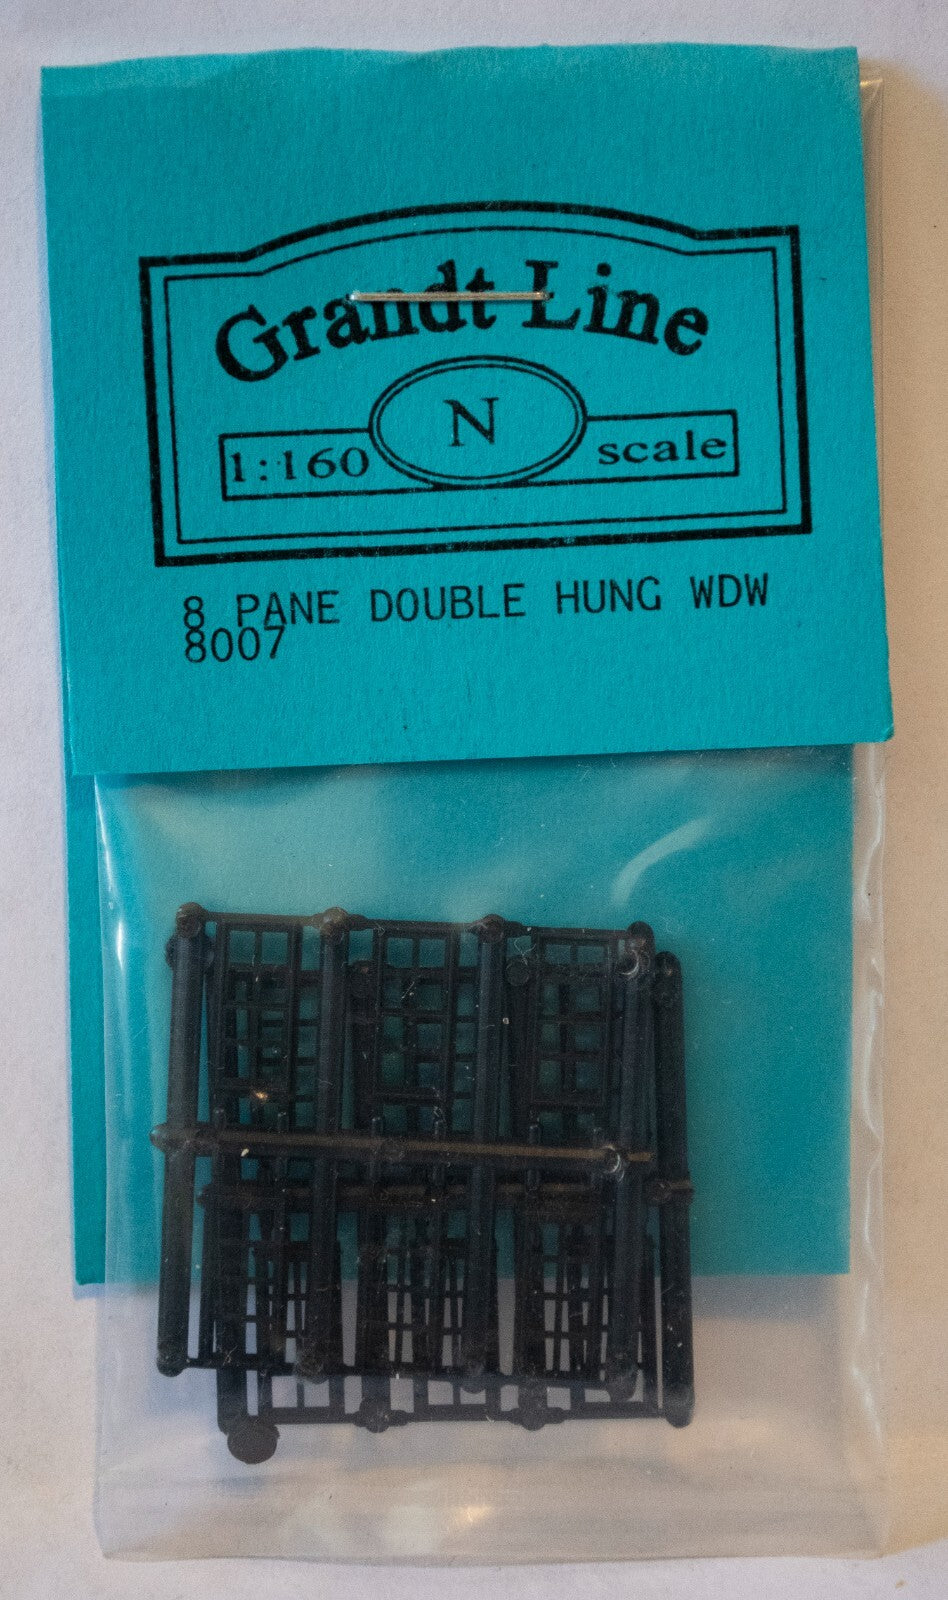 Grandt Line
N
1:160 scale
8 PANE DOUBLE HUNG WDW
8007